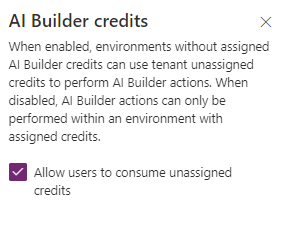 AI Builder credits
When enabled, environments without assigned
AI Builder credits can use tenant unassigned
credits to perform AI Builder actions. When
disabled, AI Builder actions can only be
performed within an environment with
assigned credits.
Allow users to consume unassigned
credits